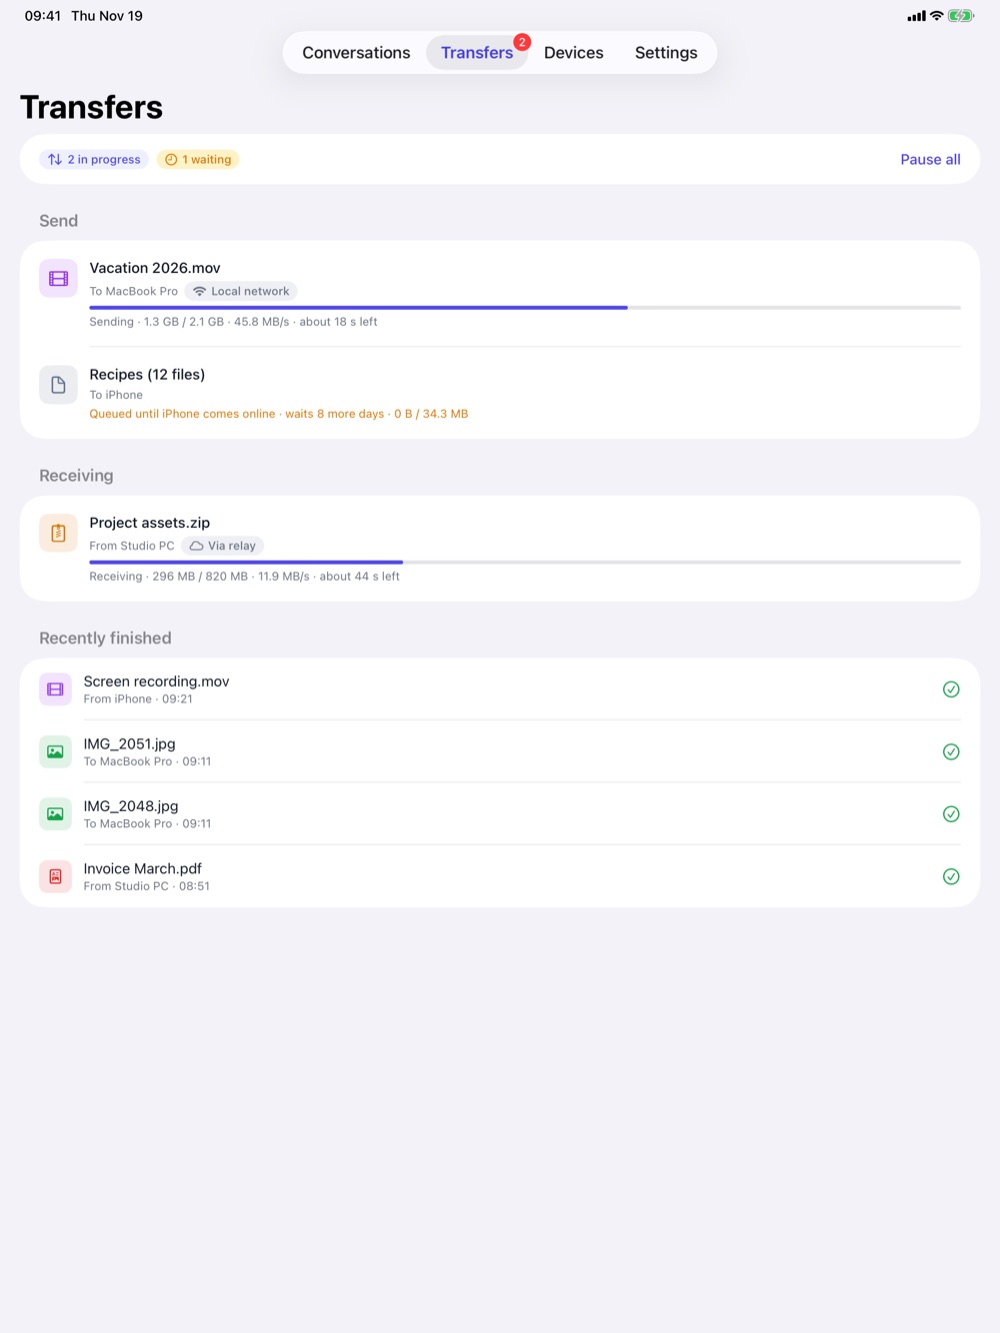 09:41 Thu Nov 19
Conversations
Transfers
2
Devices
Settings
Transfers
2 in progress
1 waiting
Pause all
Send
Vacation 2026.mov
To MacBook Pro
Local network
Sending · 1.3 GB / 2.1 GB · 45.8 MB/s · about 18 s left
Recipes (12 files)
To iPhone
Queued until iPhone comes online · waits 8 more days · 0 B / 34.3 MB
Receiving
Project assets.zip
From Studio PC
Via relay
Receiving · 296 MB / 820 MB · 11.9 MB/s · about 44 s left
Recently finished
Screen recording.mov
From iPhone · 09:21
IMG_2051.jpg
To MacBook Pro · 09:11
IMG_2048.jpg
To MacBook Pro · 09:11
Invoice March.pdf
From Studio PC · 08:51